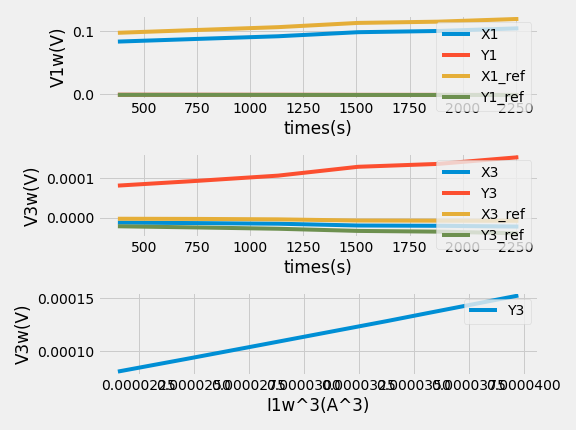 0.1
0.0
V1w(V)
X1
Y1
X1_ref
Y1_ref
500 750 1000 1250 1500 1750 2000 2250
times(s)
0.0001
0.0000
V3w(V)
X3
Y3
X3_ref
Y3_ref
500 750 1000 1250 1500 1750 2000 2250
times(s)
0.00015
0.00010
V3w(V)
Y3
I1w^3(A^3)